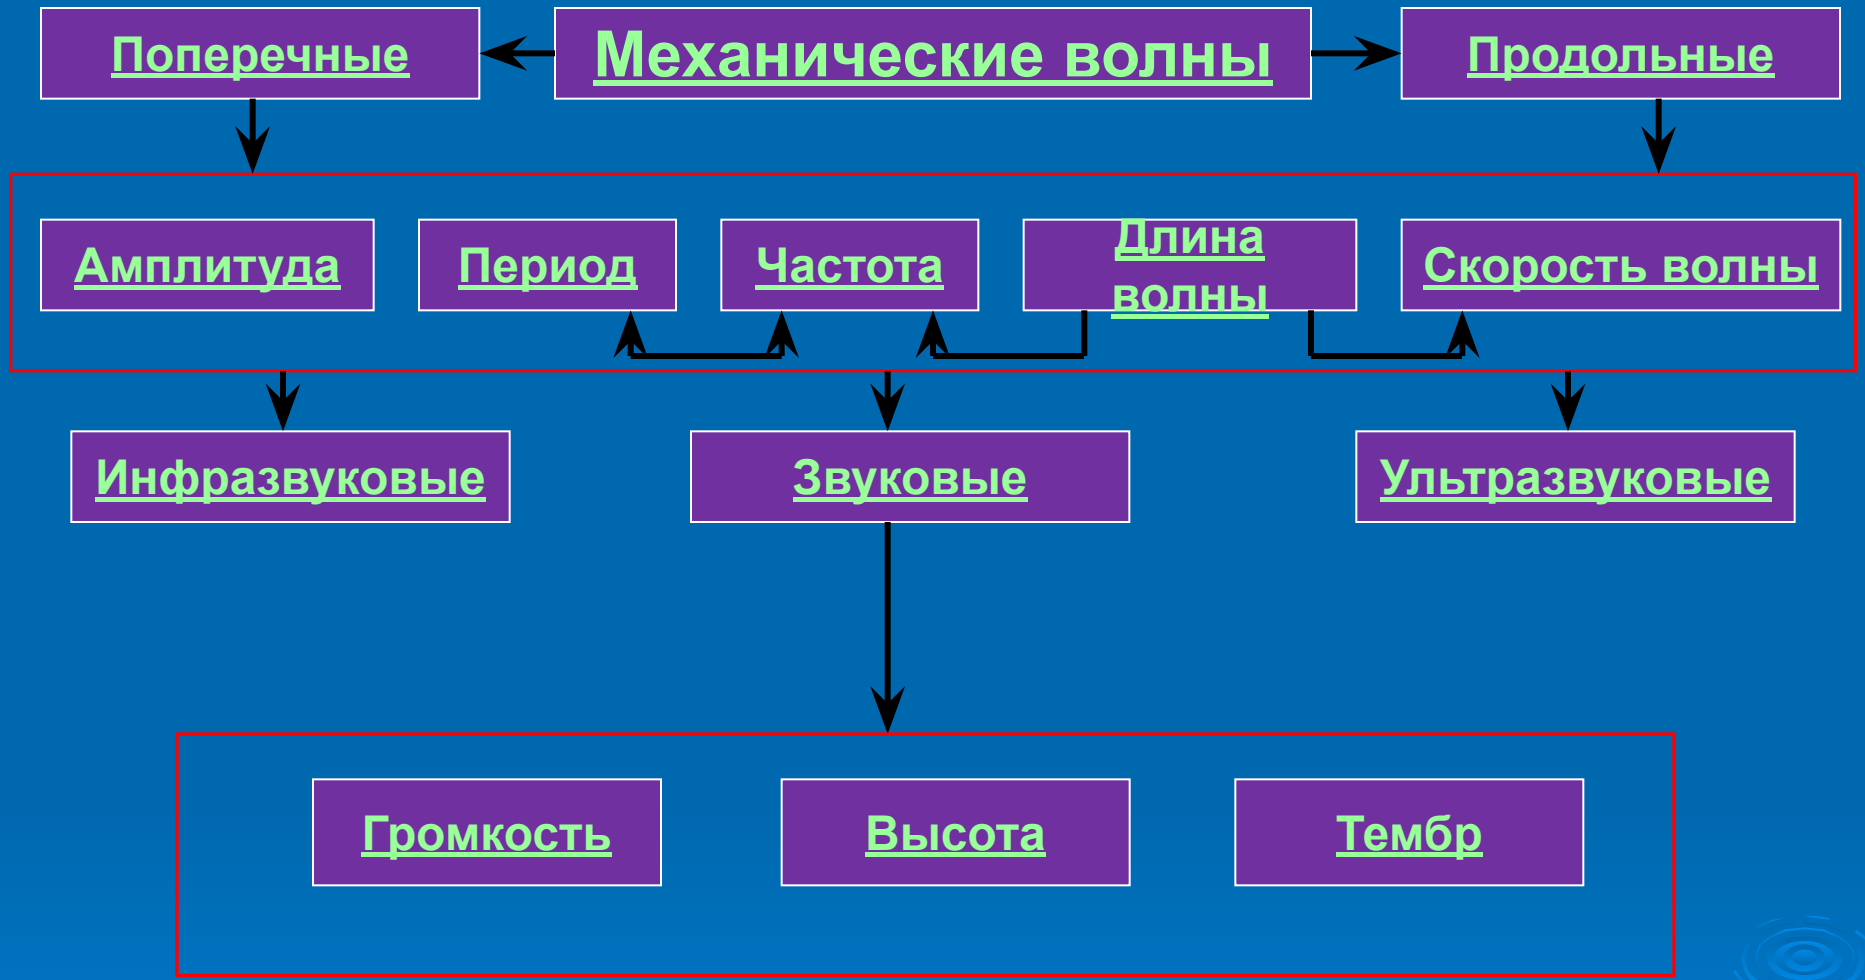 Поперечные
Механические волны
Продольные
Амплитуда
Период
Частота
Длина
волны
Скорость волны
Инфразвуковые
Звуковые
Ультразвуковые
Громкость
Высота
Тембр